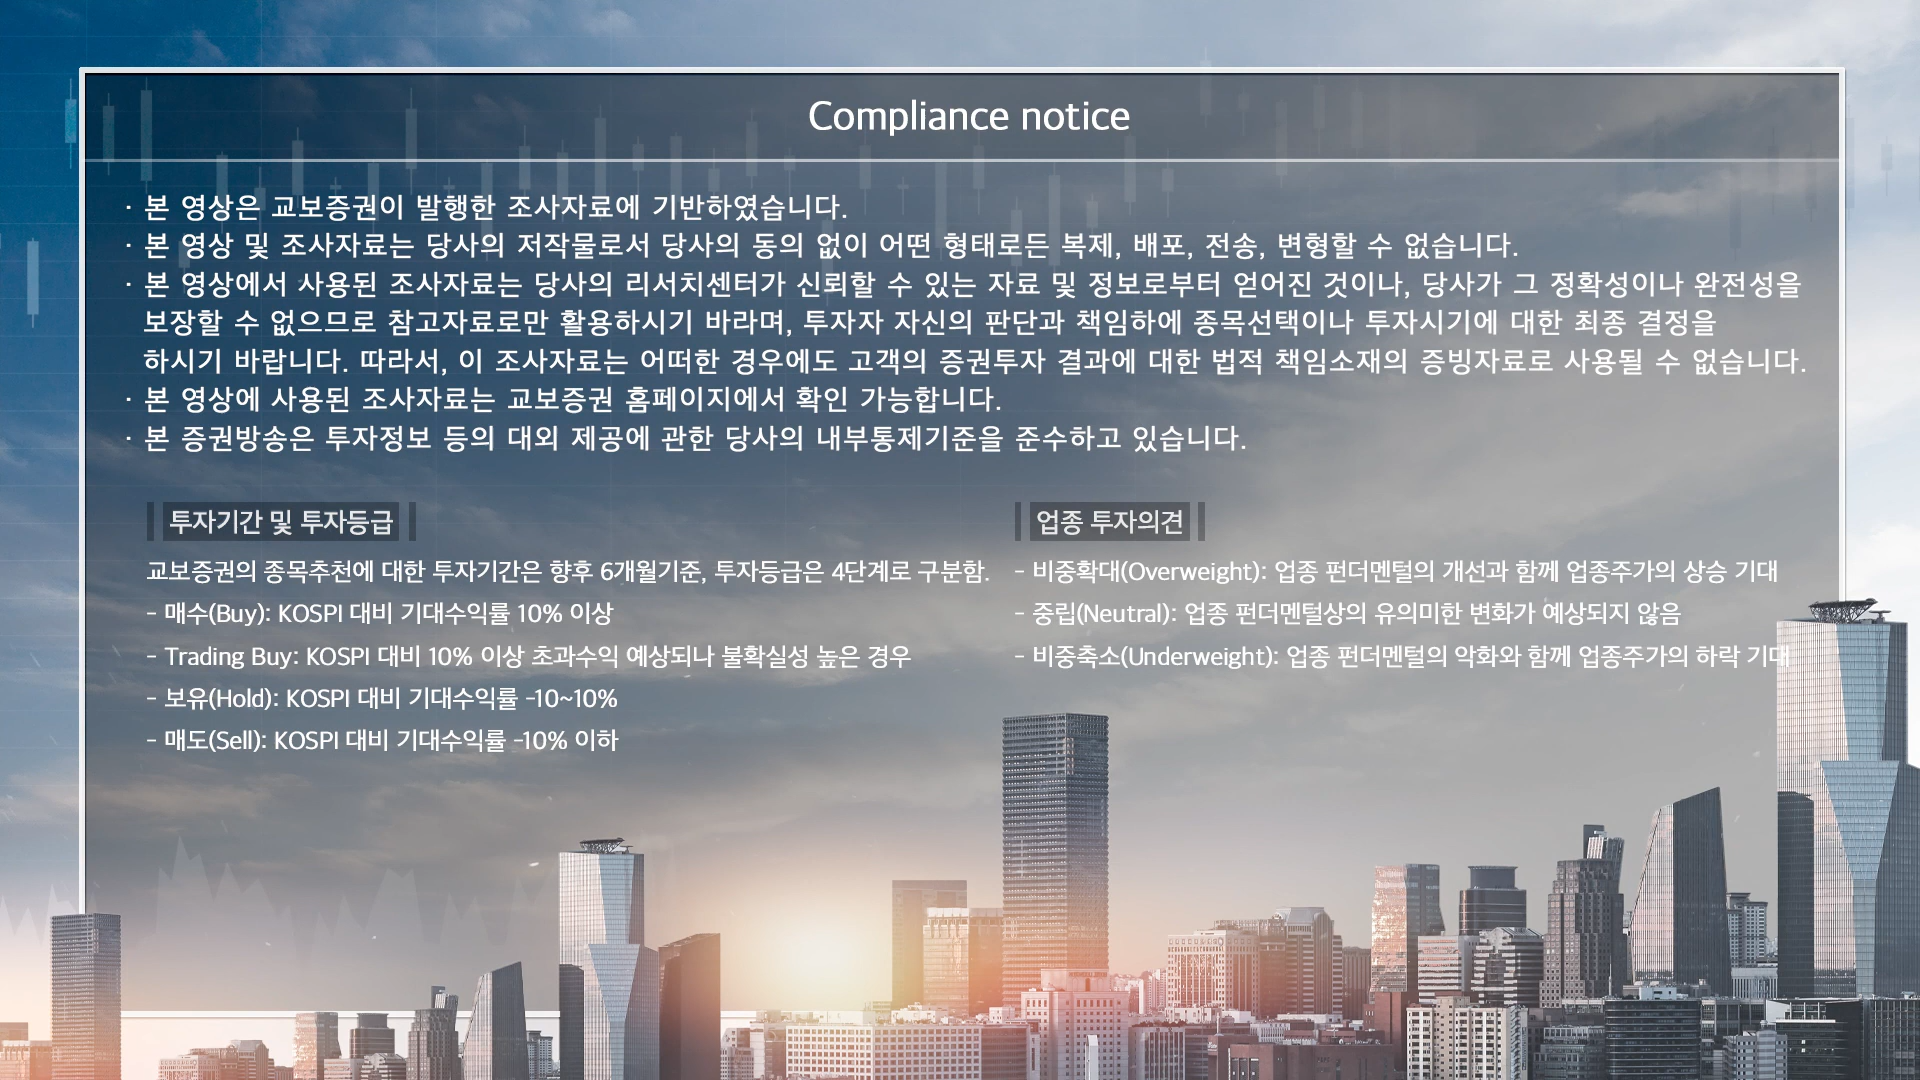 Compliance notice
· 본 영상은 교보증권이 발행한 조사자료에 기반하였습니다.
· 본 영상 및 조사자료는 당사의 저작물로서 당사의 동의 없이 어떤 형태로든 복제, 배포, 전송, 변형할 수 없습니다.
· 본 영상에서 사용된 조사자료는 당사의 리서치센터가 신뢰할 수 있는 자료 및 정보로부터 얻어진 것이나, 당사가 그 정확성이나 완전성을
보장할 수 없으므로 참고자료로만 활용하시기 바라며, 투자자 자신의 판단과 책임하에 종목선택이나 투자시기에 대한 최종 결정을
하시기 바랍니다. 따라서, 이 조사자료는 어떠한 경우에도 고객의 증권투자 결과에 대한 법적 책임소재의 증빙자료로 사용될 수 없습니다.
· 본 영상에 사용된 조사자료는 교보증권 홈페이지에서 확인 가능합니다.
· 본 증권방송은 투자정보 등의 대외 제공에 관한 당사의 내부통제기준을 준수하고 있습니다.
투자기간 및 투자등급
교보증권의 종목추천에 대한 투자기간은 향후 6개월기준, 투자등급은 4단계로 구분함.
- 매수(Buy): KOSPI 대비 기대수익률 10% 이상
- Trading Buy: KOSPI 대비 10% 이상 초과수익 예상되나 불확실성 높은 경우
- 보유(Hold): KOSPI 대비 기대수익률 -10~10%
- 매도(Sell): KOSPI 대비 기대수익률 -10% 이하
업종 투자의견
- 비중확대(Overweight): 업종 펀더멘털의 개선과 함께 업종주가의 상승 기대
- 중립(Neutral): 업종 펀더멘털상의 유의미한 변화가 예상되지 않음
- 비중축소(Underweight): 업종 펀더멘털의 악화와 함께 업종주가의 하락 기대